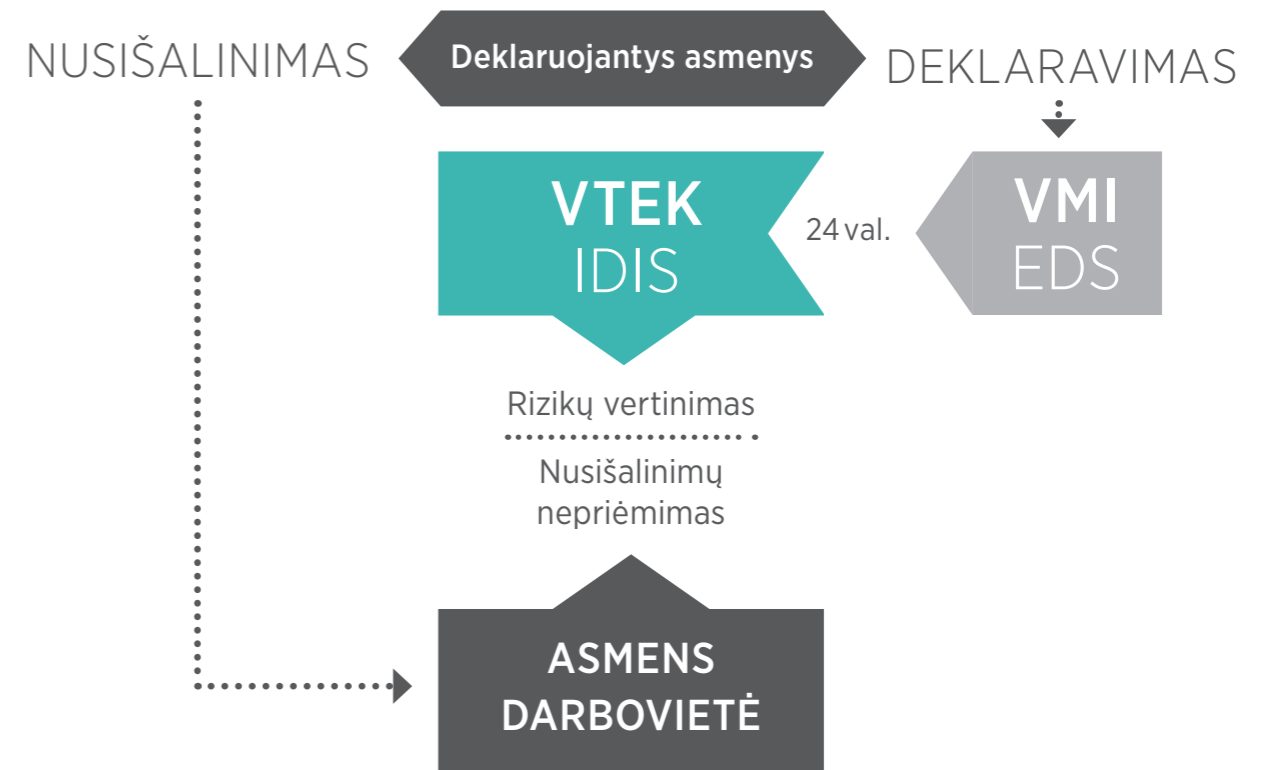 NUSIŠALINIMAS
Deklaruojantys asmenys
DEKLARAVIMAS
VTEK
IDIS
24 val.
VMI
EDS
Rizikų vertinimas
Nusišalinimų
nepriėmimas
ASMENS
DARBOVIETĖ